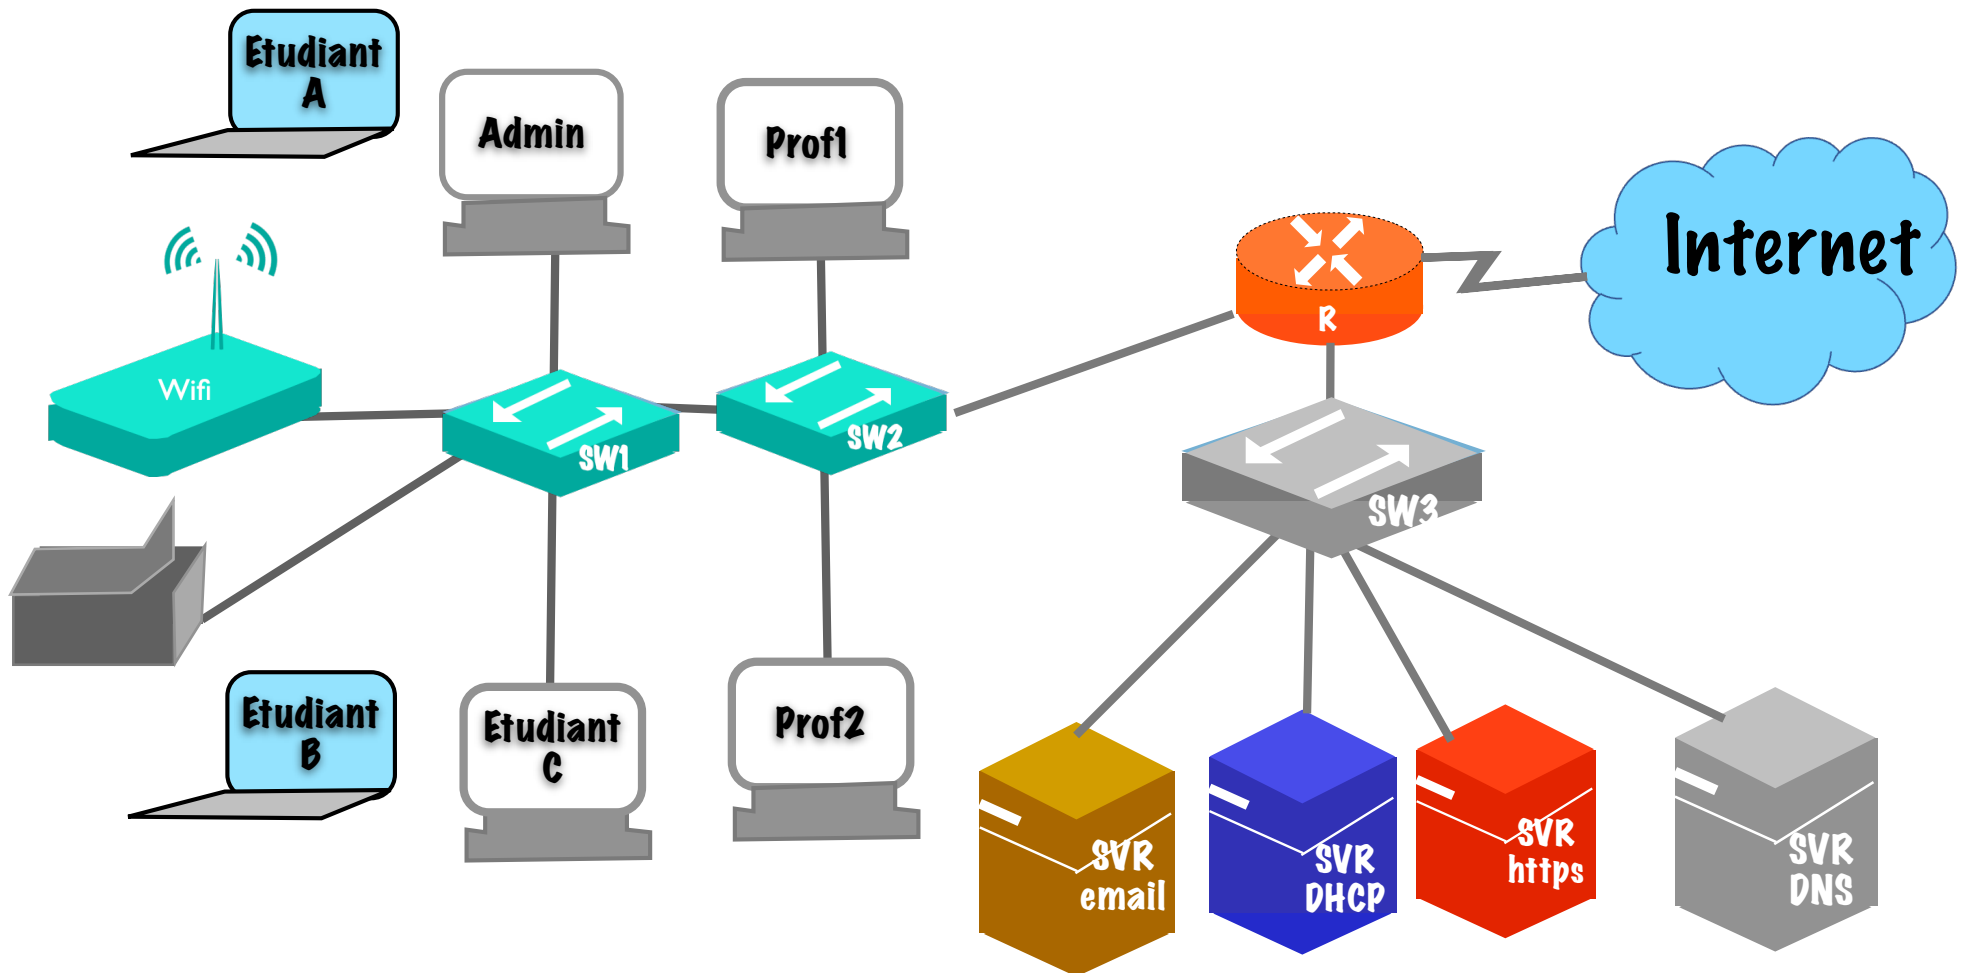 Etudiant
A
Admin
Prof1
Internet
R
Wifi
SW1
SW2
SW3
Etudiant
B
Etudiant
C
Prof2
SVR
email
SVR
DHCP
SVR
https
SVR
DNS